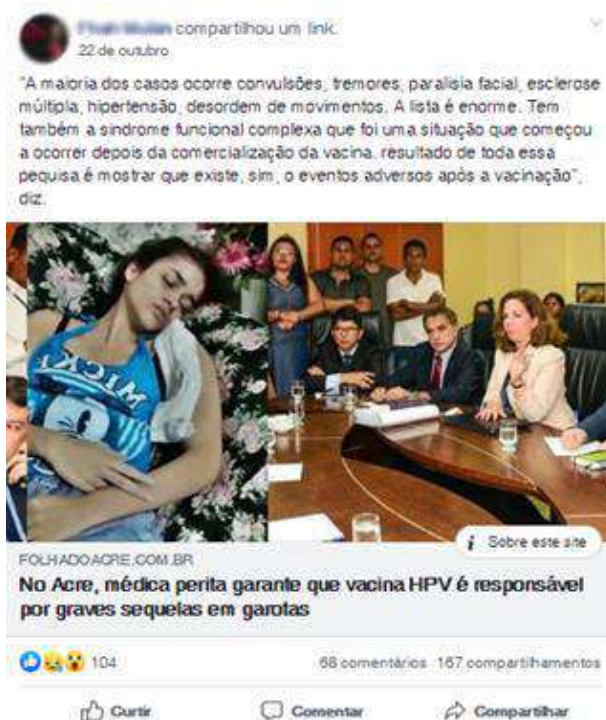 compartilhou um link.
22 de outubro
"A maioria dos casos ocorre convulsões, tremores, paralisia facial, esclerose
múltipla, hipertensão, desordem de movimentos. A lista é enorme. Tem
também a sindrome funcional complexa que foi uma situação que começou
a ocorrer depois da comercialização da vacina. resultado de toda essa
pequisa é mostrar que existe, sim, o eventos adversos após a vacinação",
diz.
MICK
i Sobre este site
FOLHADOACRE.COM.BR
No Acre, médica perita garante que vacina HPV é responsável
por graves sequelas em garotas
104 68 comentários 167 compartilhamentos
Curtir Comentar Compartilhar